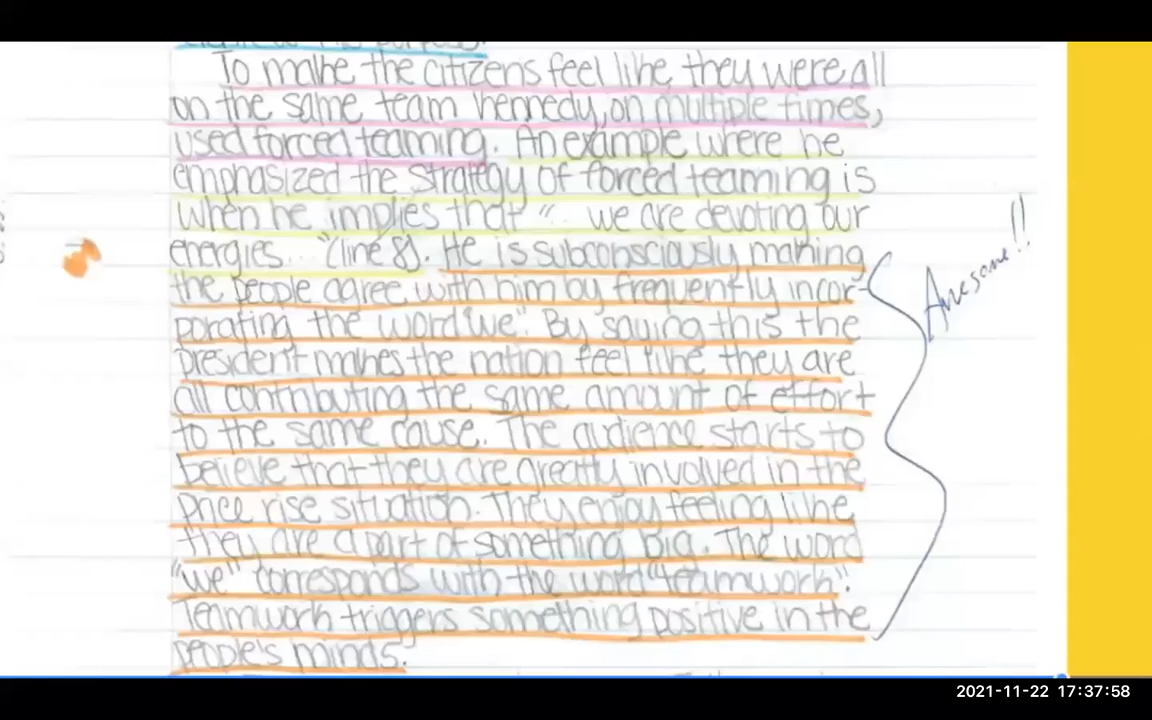 To make the citizens feel like they were all
on the same team Kennedy, on multiple times,
used forced teaming. An example where he
emphasized the strategy of forced teaming is
when he implies that "... we are devoting our
energies..." (line 8). He is subconsciously making
the people agree with him by frequently incor-
porating the word "we". By saying this the
president makes the nation feel like they are
all contributing the same amount of effort
to the same cause. The audience starts to
believe that they are greatly involved in the
price rise situation. They enjoy feeling like
they are a part of something big. The word
"we" corresponds with the word "teamwork".
Teamwork triggers something positive in the
people's minds.
Awesome!!
2021-11-22 17:37:58